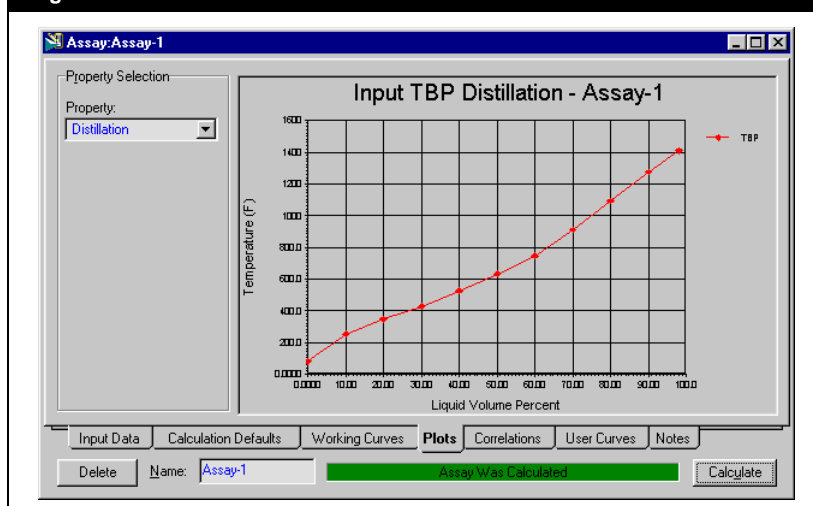 Assay:Assay-1
Property Selection
Property:
Distillation
Input TBP Distillation - Assay-1
TBP
Temperature (F)
1600
1400
1200
1000
800.0
600.0
400.0
200.0
0.0000
0.0000 10.00 20.00 30.00 40.00 50.00 60.00 70.00 80.00 90.00 100.0
Liquid Volume Percent
Input Data Calculation Defaults Working Curves Plots Correlations User Curves Notes
Delete Name: Assay-1 Assay Was Calculated Calculate